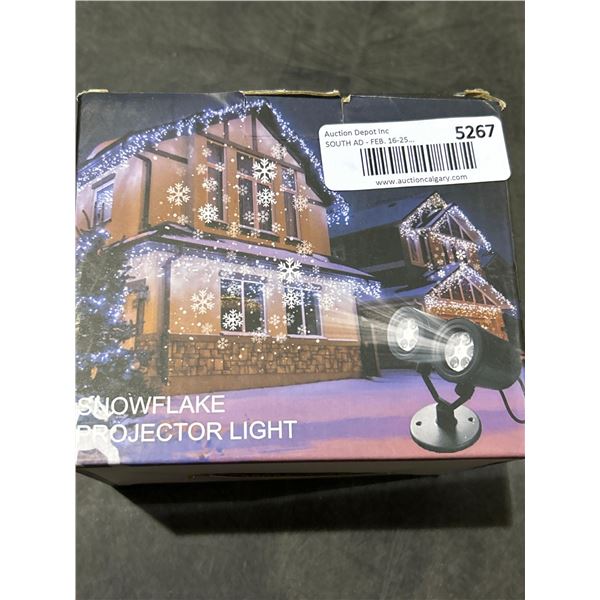 Auction Depot Inc
5267
SOUTH AD - FEB. 16-25...
www.auctioncalgary.com
SNOWFLAKE
PROJECTOR LIGHT